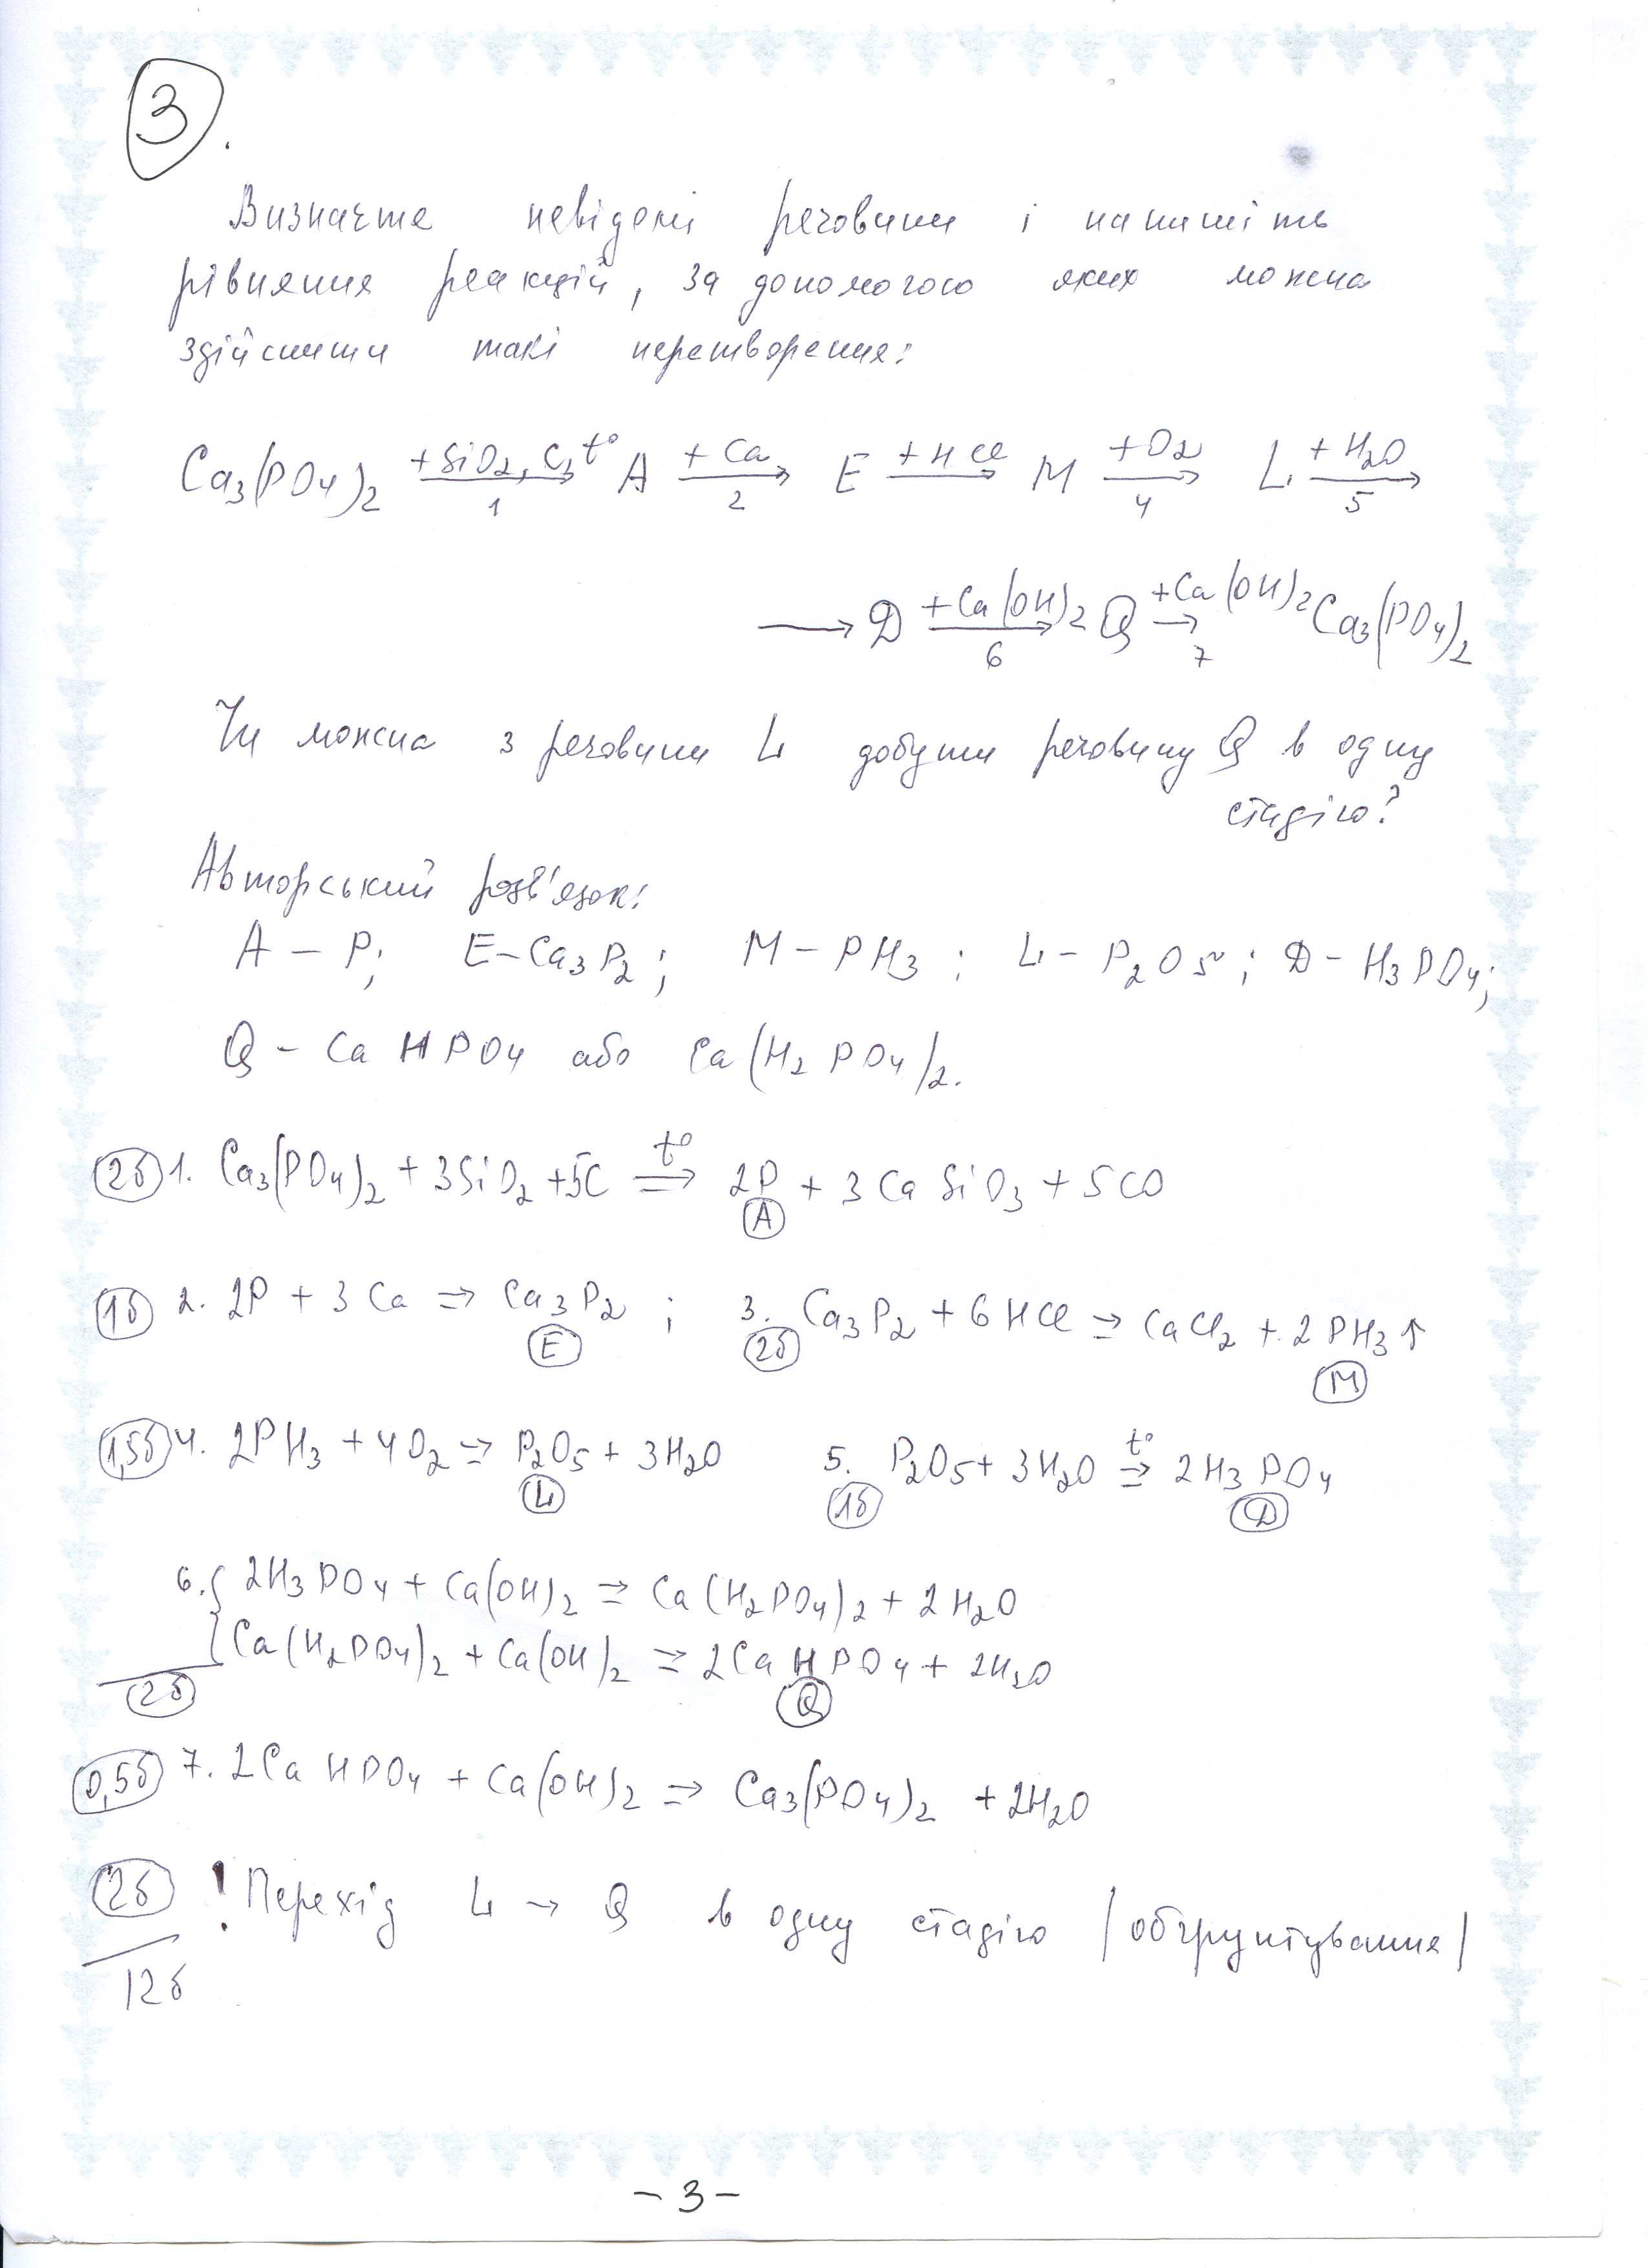 3.
Визначте невідомі речовини і напишіть
рівняння реакцій, за допомогою яких можна
здійснити такі перетворення:
Ca₃(PO₄)₂ +SiO₂, C, t°→ 1 A +Ca→ 2 E +HCl→ M +O₂→ 4 L +H₂O→ 5
→ D +Ca(OH)₂→ 6 Q +Ca(OH)₂→ 7 Ca₃(PO₄)₂
Чи можна з речовини L добути речовину Q в одну
стадію?
Авторський розв'язок:
A – P; E – Ca₃P₂; M – PH₃; L – P₂O₅; D – H₃PO₄;
Q – CaHPO₄ або Ca(H₂PO₄)₂.
2б 1. Ca₃(PO₄)₂ + 3SiO₂ + 5C t°⇒ 2P + 3CaSiO₃ + 5CO
A
1б 2. 2P + 3Ca ⇒ Ca₃P₂ ; 3. Ca₃P₂ + 6HCl ⇒ CaCl₂ + 2PH₃↑
E 2б M
1,5б 4. 2PH₃ + 4O₂ ⇒ P₂O₅ + 3H₂O 5. P₂O₅ + 3H₂O t°⇒ 2H₃PO₄
L 1б D
6. { 2H₃PO₄ + Ca(OH)₂ ⇒ Ca(H₂PO₄)₂ + 2H₂O
Ca(H₂PO₄)₂ + Ca(OH)₂ ⇒ 2CaHPO₄ + 2H₂O
2б Q
0,5б 7. 2CaHPO₄ + Ca(OH)₂ ⇒ Ca₃(PO₄)₂ + 2H₂O
2б ! Перехід L → Q в одну стадію /обґрунтування/
12б
- 3 -